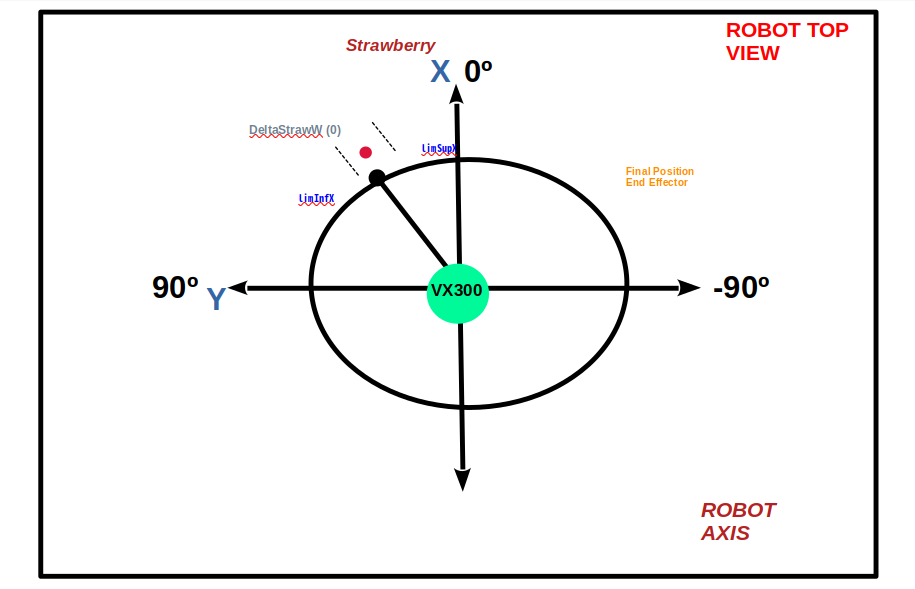 ROBOT TOP
VIEW
Strawberry
X 0º
DeltaStrawW (0)
limSupX
Final Position
End Effector
limInfX
90º Y
VX300
-90º
ROBOT
AXIS